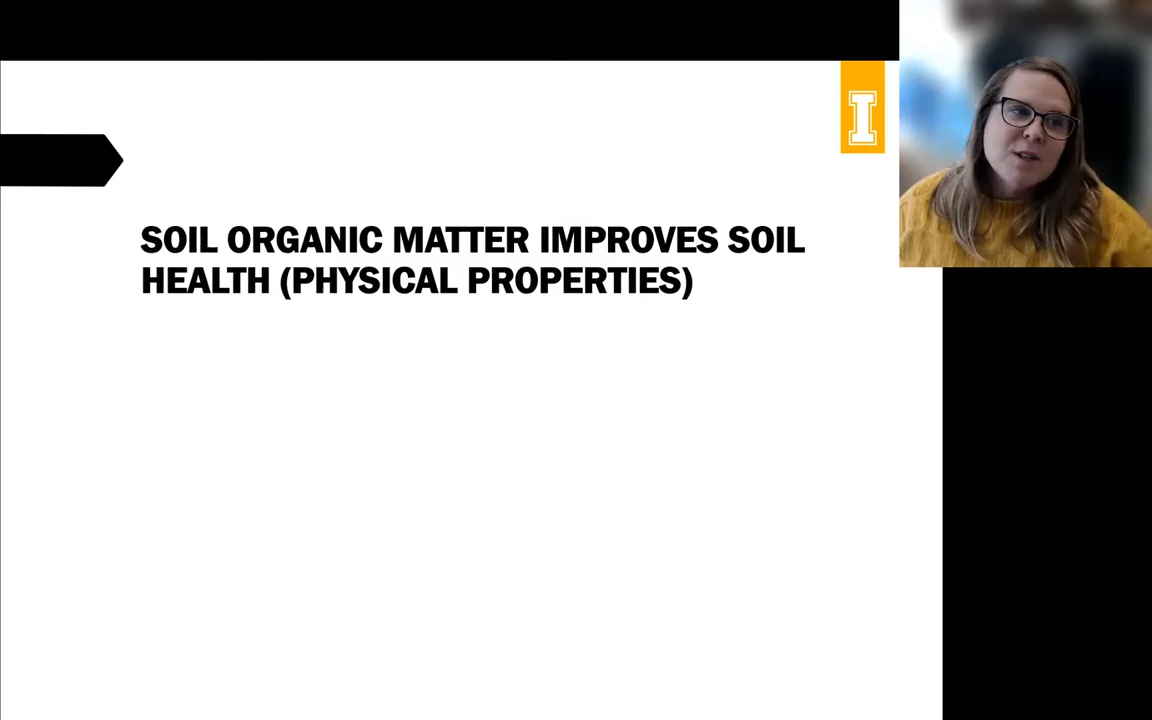 I
SOIL ORGANIC MATTER IMPROVES SOIL
HEALTH (PHYSICAL PROPERTIES)